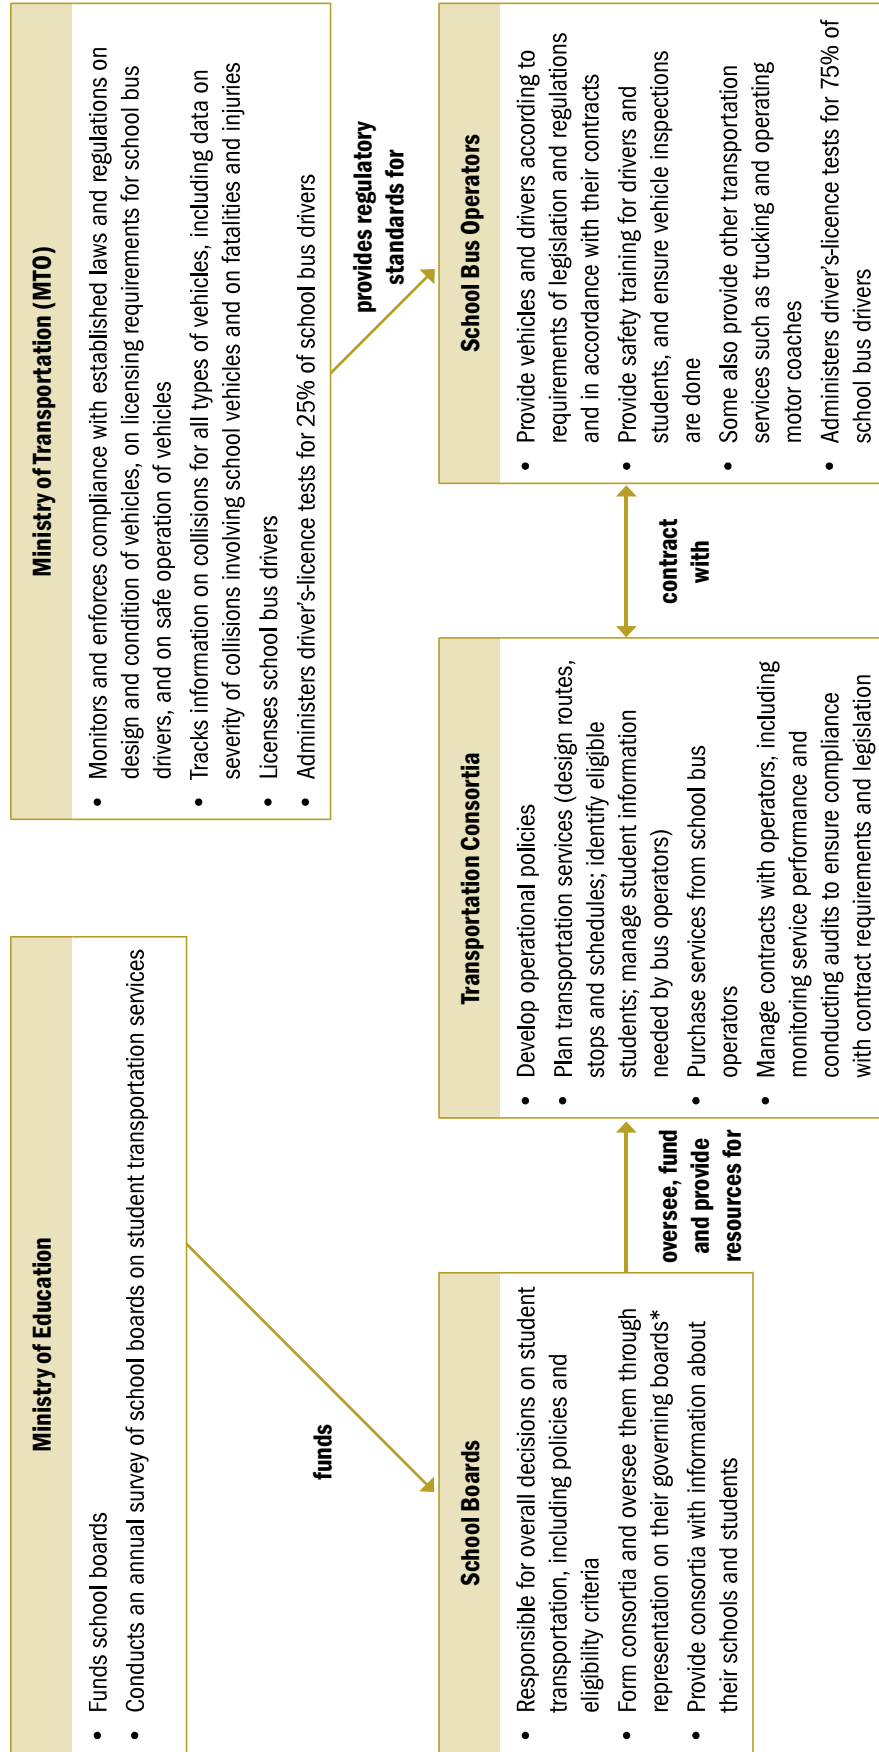 Ministry of Education
• Funds school boards
• Conducts an annual survey of school boards on student transportation services
Ministry of Transportation (MTO)
• Monitors and enforces compliance with established laws and regulations on
design and condition of vehicles, on licensing requirements for school bus
drivers, and on safe operation of vehicles
• Tracks information on collisions for all types of vehicles, including data on
severity of collisions involving school vehicles and on fatalities and injuries
• Licenses school bus drivers
• Administers driver's-licence tests for 25% of school bus drivers
funds
provides regulatory
standards for
School Boards
• Responsible for overall decisions on student
transportation, including policies and
eligibility criteria
• Form consortia and oversee them through
representation on their governing boards*
• Provide consortia with information about
their schools and students
oversee, fund
and provide
resources for
Transportation Consortia
• Develop operational policies
• Plan transportation services (design routes,
stops and schedules; identify eligible
students; manage student information
needed by bus operators)
• Purchase services from school bus
operators
• Manage contracts with operators, including
monitoring service performance and
conducting audits to ensure compliance
with contract requirements and legislation
contract
with
School Bus Operators
• Provide vehicles and drivers according to
requirements of legislation and regulations
and in accordance with their contracts
• Provide safety training for drivers and
students, and ensure vehicle inspections
are done
• Some also provide other transportation
services such as trucking and operating
motor coaches
• Administers driver's-licence tests for 75% of
school bus drivers